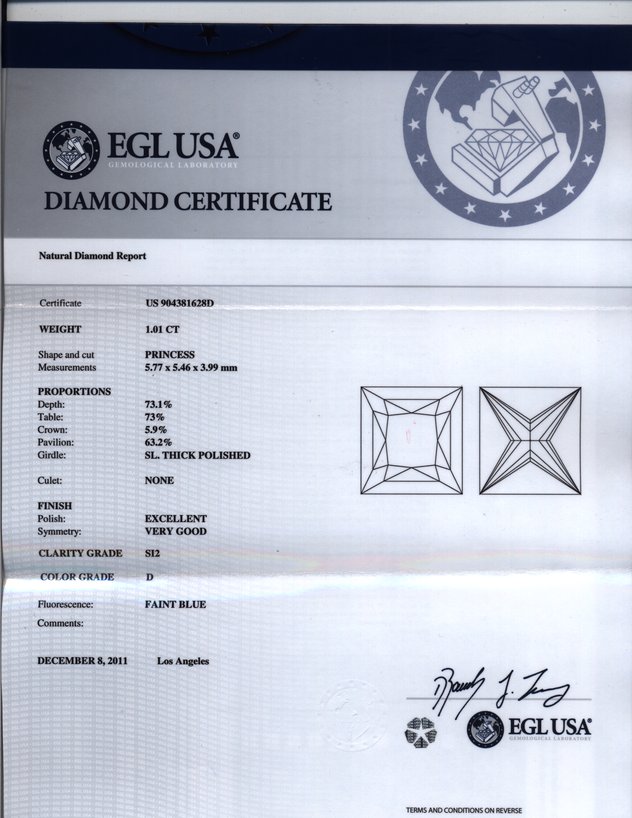 EGL USA®
GEMOLOGICAL LABORATORY
DIAMOND CERTIFICATE
Natural Diamond Report
Certificate US 904381628D
WEIGHT 1.01 CT
Shape and cut PRINCESS
Measurements 5.77 x 5.46 x 3.99 mm
PROPORTIONS
Depth: 73.1%
Table: 73%
Crown: 5.9%
Pavilion: 63.2%
Girdle: SL. THICK POLISHED
Culet: NONE
FINISH
Polish: EXCELLENT
Symmetry: VERY GOOD
CLARITY GRADE SI2
COLOR GRADE D
Fluorescence: FAINT BLUE
Comments:
DECEMBER 8, 2011 Los Angeles
EGL USA®
GEMOLOGICAL LABORATORY
TERMS AND CONDITIONS ON REVERSE